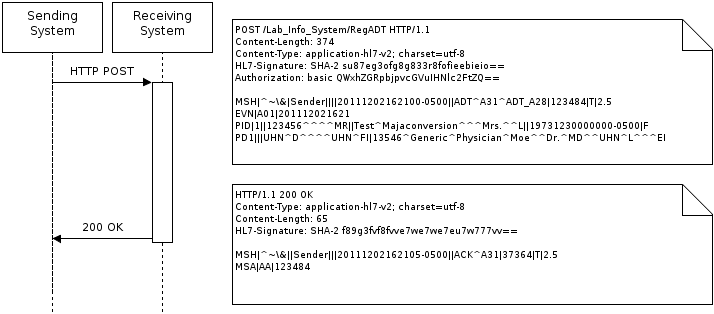 Sending
System
Receiving
System
HTTP POST
200 OK
POST /Lab_Info_System/RegADT HTTP/1.1
Content-Length: 374
Content-Type: application-hl7-v2; charset=utf-8
HL7-Signature: SHA-2 su87eg3ofg8g833r8fofieebieio==
Authorization: basic QWxhZGRpbjpvcGVuIHNlc2FtZQ==
MSH|^~\&|Sender||||20111202162100-0500||ADT^A31^ADT_A28|123484|T|2.5
EVN|A01|201112021621
PID|1||123456^^^^MR||Test^Majaconversion^^^Mrs.^^L||19731230000000-0500|F
PD1|||UHN^D^^^^UHN^FI|13546^Generic^Physician^Moe^^Dr.^MD^^UHN^L^^^EI
HTTP/1.1 200 OK
Content-Type: application-hl7-v2; charset=utf-8
Content-Length: 65
HL7-Signature: SHA-2 f89g3fvf8fvve7we7we7eu7w777vv==
MSH|^~\&||Sender|||20111202162105-0500||ACK^A31|37364|T|2.5
MSA|AA|123484